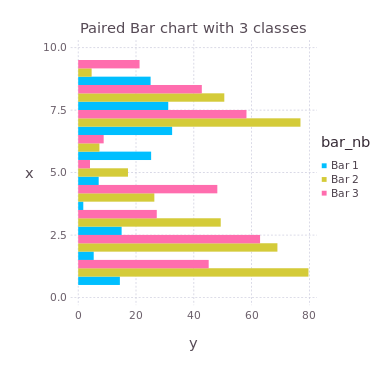 Paired Bar chart with 3 classes
10.0
7.5
5.0
2.5
0.0
x
0 20 40 60 80
y
bar_nb
Bar 1
Bar 2
Bar 3